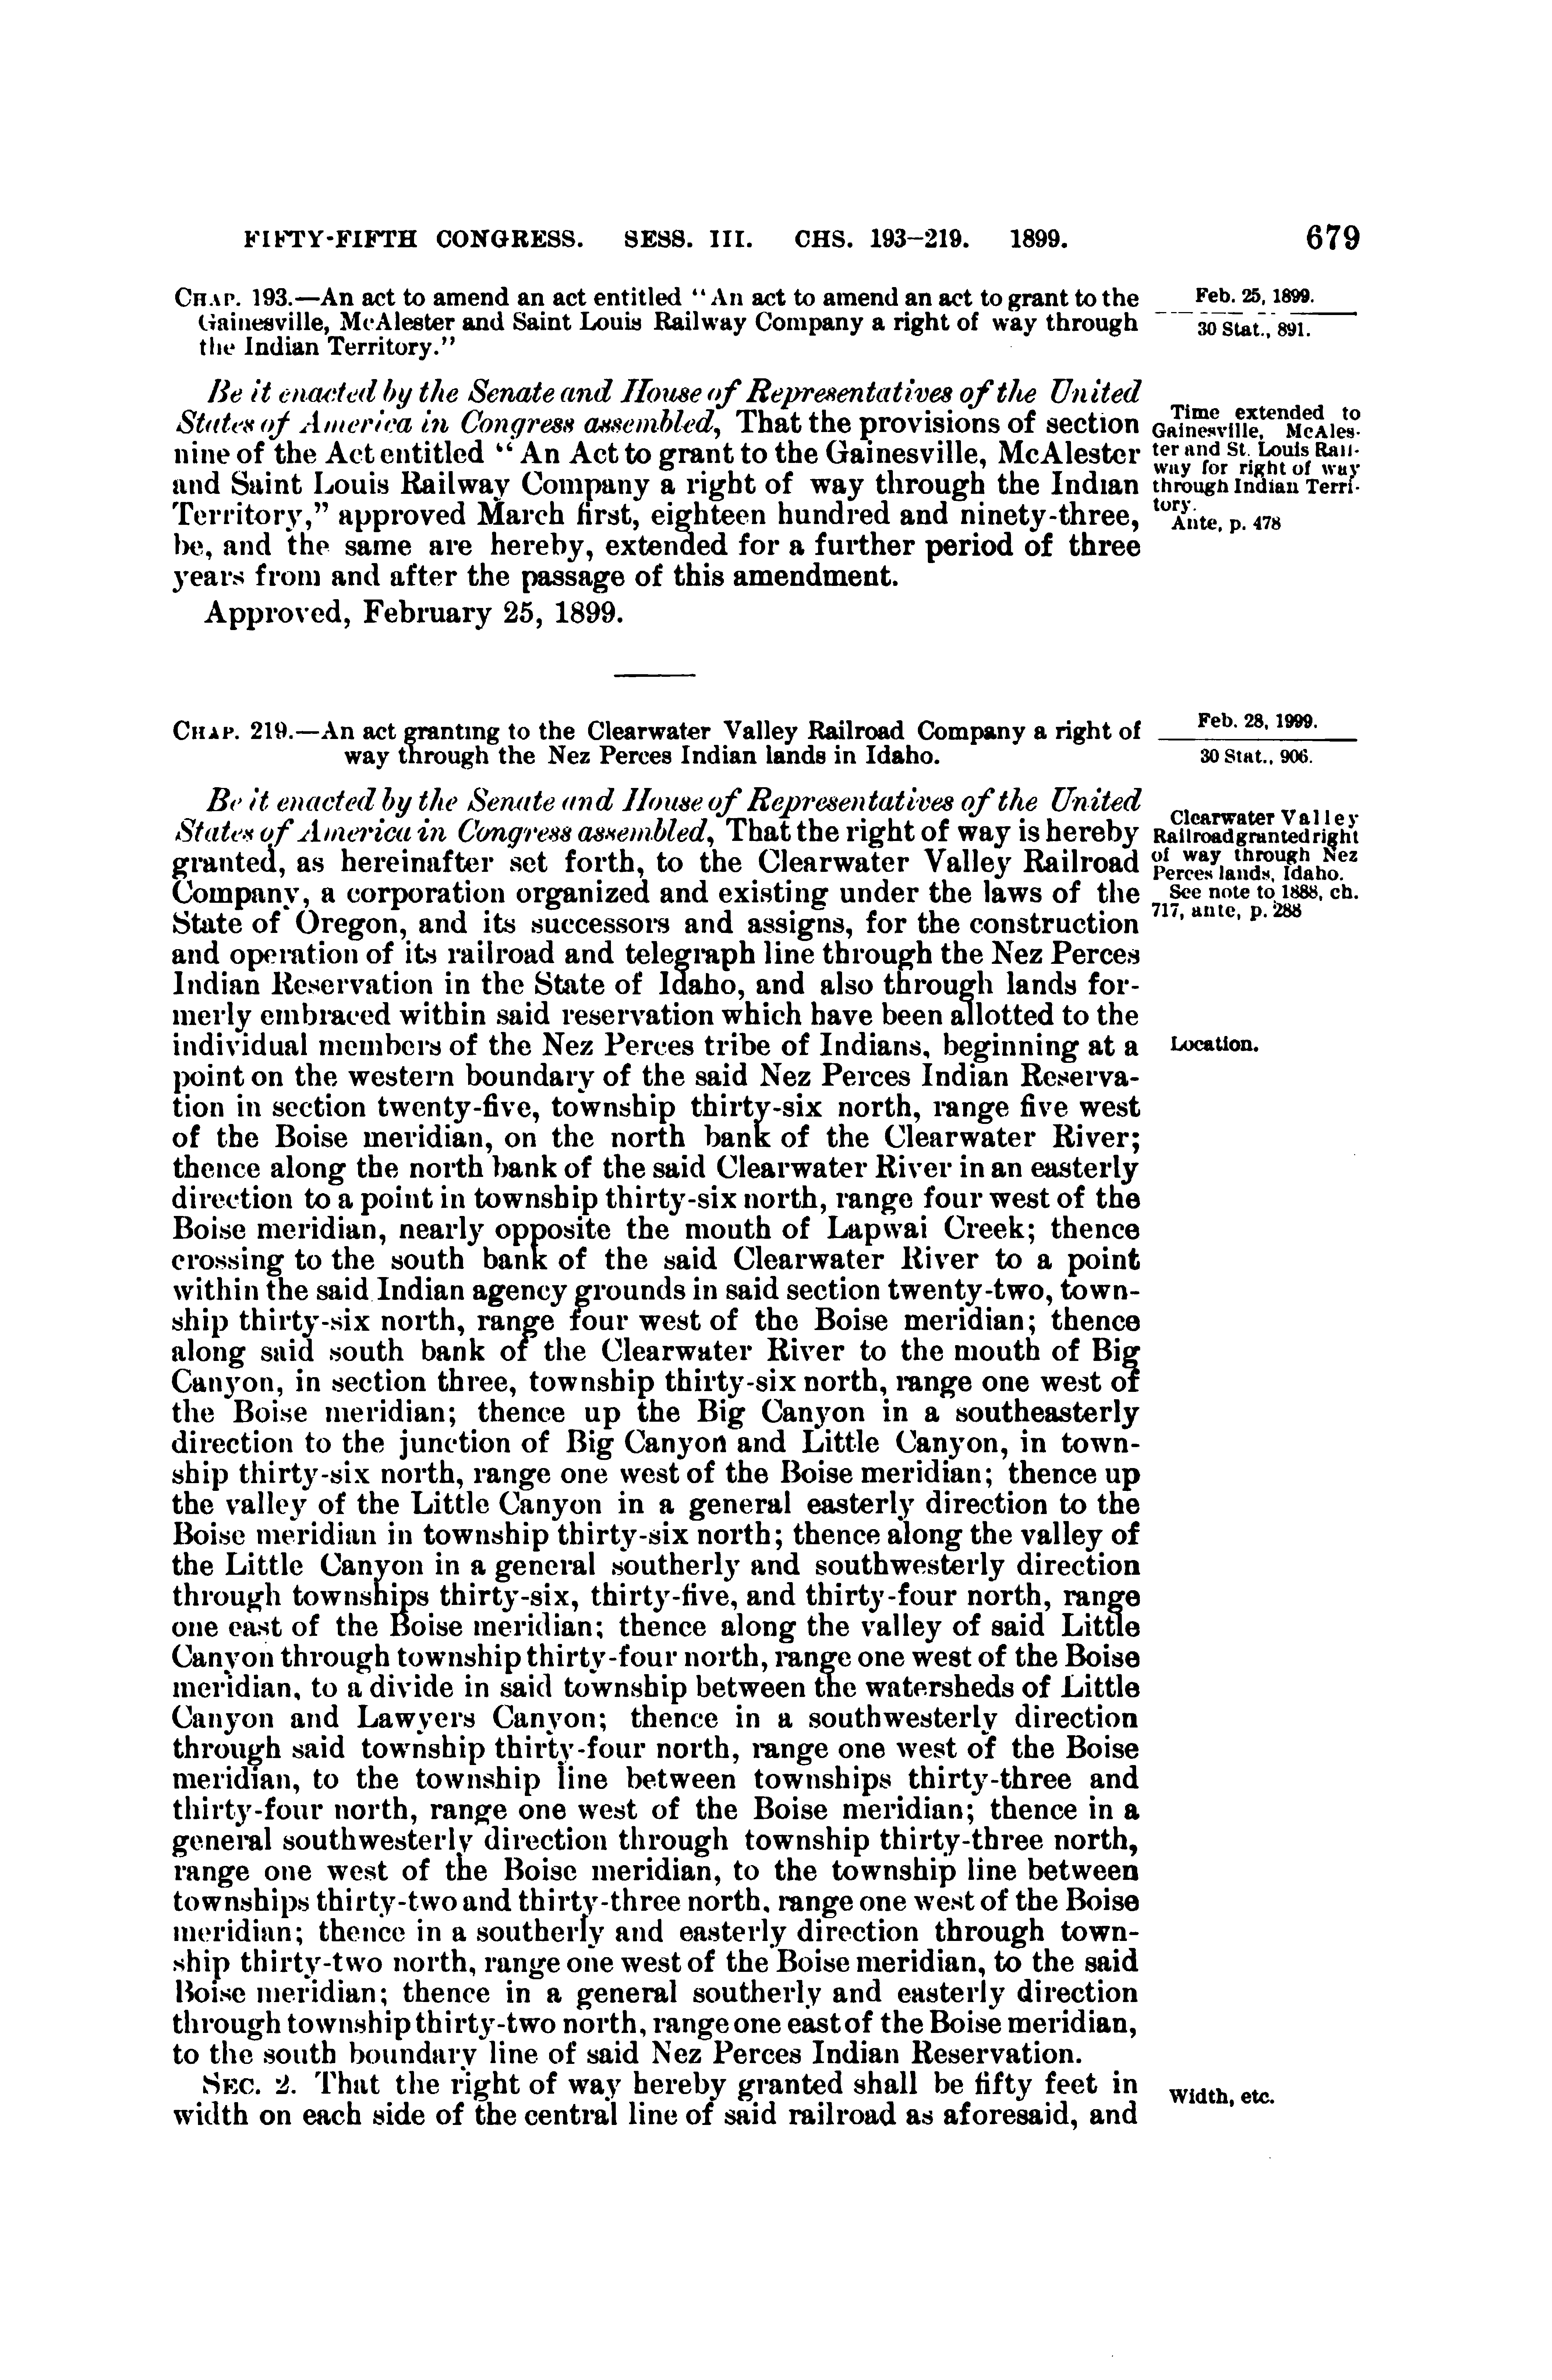 FIFTY-FIFTH CONGRESS. SESS. III. CHS. 193-219. 1899. 679
CHAP. 193.—An act to amend an act entitled "An act to amend an act to grant to the
Gainesville, McAlester and Saint Louis Railway Company a right of way through
the Indian Territory."
Feb. 25, 1899.
30 Stat., 891.
Be it enacted by the Senate and House of Representatives of the United
States of America in Congress assembled, That the provisions of section
nine of the Act entitled "An Act to grant to the Gainesville, McAlester
and Saint Louis Railway Company a right of way through the Indian
Territory," approved March first, eighteen hundred and ninety-three,
be, and the same are hereby, extended for a further period of three
years from and after the passage of this amendment.
Time extended to
Gainesville, McAles-
ter and St. Louis Rail-
way for right of way
through Indian Terri-
tory.
Ante, p. 478
Approved, February 25, 1899.
CHAP. 219.—An act granting to the Clearwater Valley Railroad Company a right of
way through the Nez Perces Indian lands in Idaho.
Feb. 28, 1999.
30 Stat., 906.
Be it enacted by the Senate and House of Representatives of the United
States of America in Congress assembled, That the right of way is hereby
granted, as hereinafter set forth, to the Clearwater Valley Railroad
Company, a corporation organized and existing under the laws of the
State of Oregon, and its successors and assigns, for the construction
and operation of its railroad and telegraph line through the Nez Perces
Indian Reservation in the State of Idaho, and also through lands for-
merly embraced within said reservation which have been allotted to the
individual members of the Nez Perces tribe of Indians, beginning at a
point on the western boundary of the said Nez Perces Indian Reserva-
tion in section twenty-five, township thirty-six north, range five west
of the Boise meridian, on the north bank of the Clearwater River;
thence along the north bank of the said Clearwater River in an easterly
direction to a point in township thirty-six north, range four west of the
Boise meridian, nearly opposite the mouth of Lapwai Creek; thence
crossing to the south bank of the said Clearwater River to a point
within the said Indian agency grounds in said section twenty-two, town-
ship thirty-six north, range four west of the Boise meridian; thence
along said south bank of the Clearwater River to the mouth of Big
Canyon, in section three, township thirty-six north, range one west of
the Boise meridian; thence up the Big Canyon in a southeasterly
direction to the junction of Big Canyon and Little Canyon, in town-
ship thirty-six north, range one west of the Boise meridian; thence up
the valley of the Little Canyon in a general easterly direction to the
Boise meridian in township thirty-six north; thence along the valley of
the Little Canyon in a general southerly and southwesterly direction
through townships thirty-six, thirty-five, and thirty-four north, range
one east of the Boise meridian; thence along the valley of said Little
Canyon through township thirty-four north, range one west of the Boise
meridian, to a divide in said township between the watersheds of Little
Canyon and Lawyers Canyon; thence in a southwesterly direction
through said township thirty-four north, range one west of the Boise
meridian, to the township line between townships thirty-three and
thirty-four north, range one west of the Boise meridian; thence in a
general southwesterly direction through township thirty-three north,
range one west of the Boise meridian, to the township line between
townships thirty-two and thirty-three north, range one west of the Boise
meridian; thence in a southerly and easterly direction through town-
ship thirty-two north, range one west of the Boise meridian, to the said
Boise meridian; thence in a general southerly and easterly direction
through township thirty-two north, range one east of the Boise meridian,
to the south boundary line of said Nez Perces Indian Reservation.
Clearwater Valley
Railroad granted right
of way through Nez
Perces lands, Idaho.
See note to 1888, ch.
717, ante, p. 288
Location.
SEC. 2. That the right of way hereby granted shall be fifty feet in
width on each side of the central line of said railroad as aforesaid, and
Width, etc.